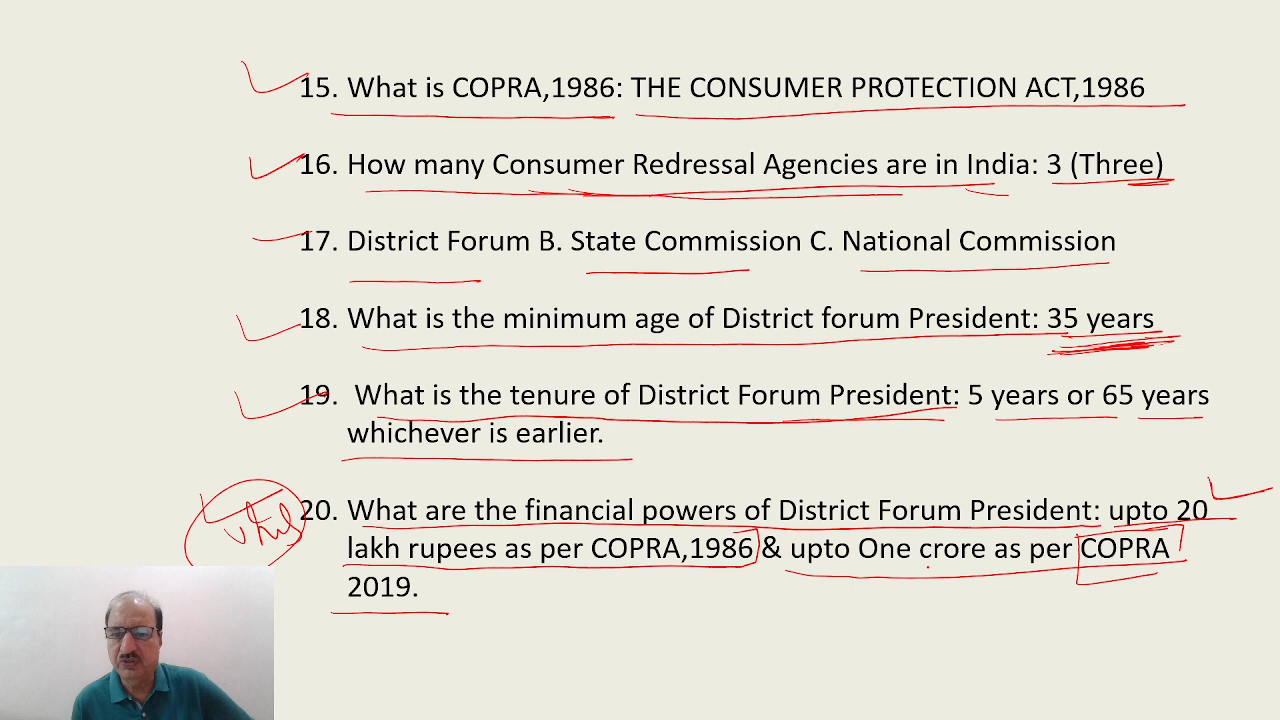 15. What is COPRA,1986: THE CONSUMER PROTECTION ACT,1986
16. How many Consumer Redressal Agencies are in India: 3 (Three)
17. District Forum B. State Commission C. National Commission
18. What is the minimum age of District forum President: 35 years
19. What is the tenure of District Forum President: 5 years or 65 years
whichever is earlier.
20. What are the financial powers of District Forum President: upto 20
lakh rupees as per COPRA,1986 & upto One crore as per COPRA
2019.